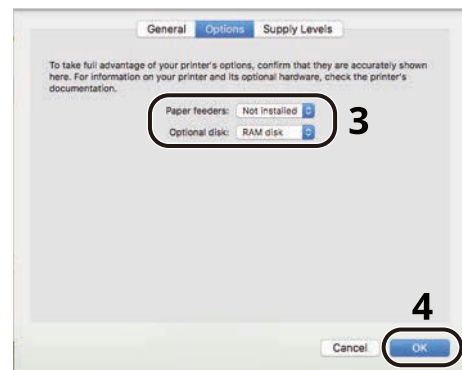 General Options Supply Levels
To take full advantage of your printer's options, confirm that they are accurately shown
here. For information on your printer and its optional hardware, check the printer's
documentation.
Paper feeders: Not installed
Optional disk: RAM disk
3
4
Cancel OK